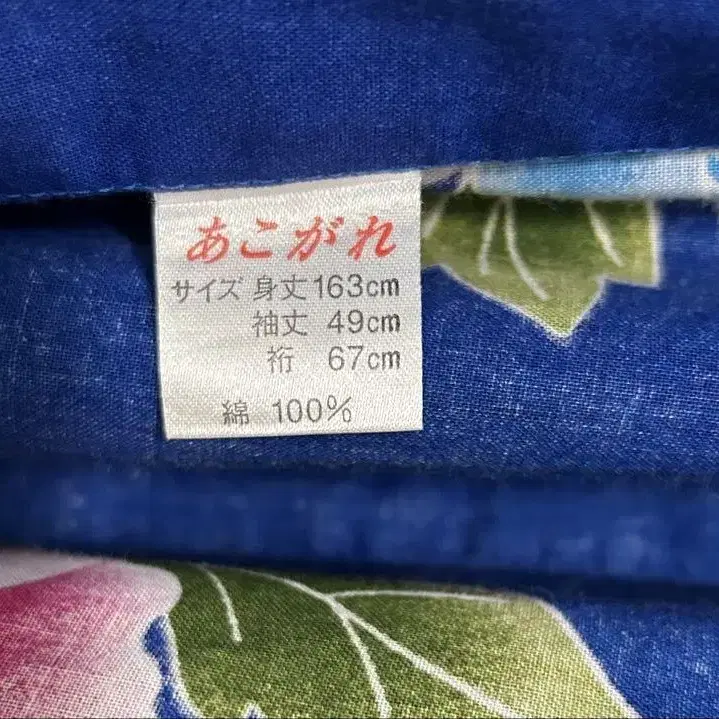 あこがれ
サイズ 身丈163cm
袖丈 49cm
裄 67cm
綿 100%